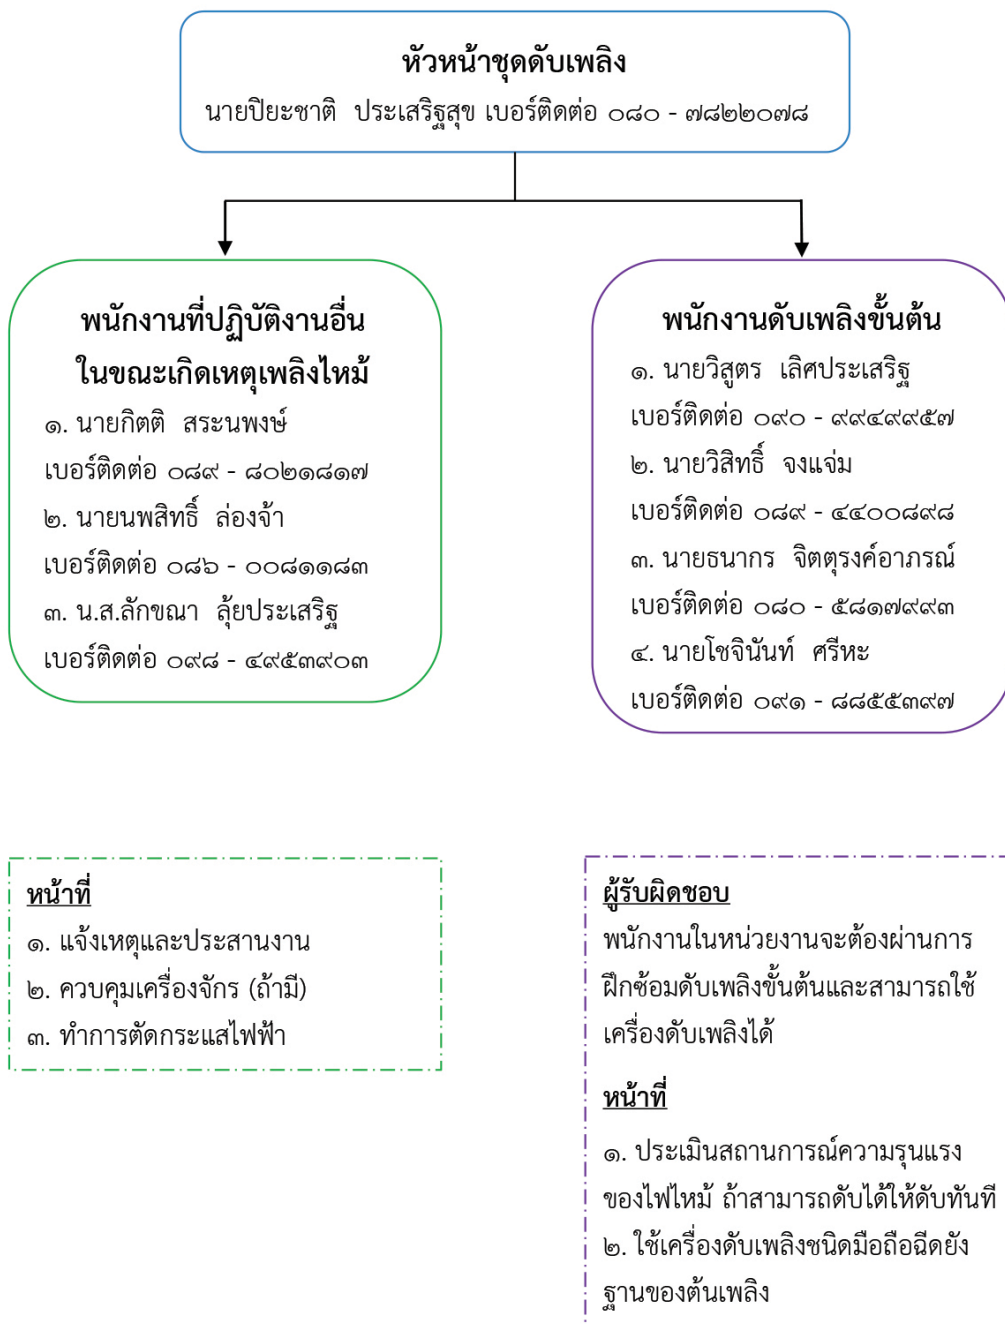 หัวหน้าชุดดับเพลิง
นายปิยะชาติ ประเสริฐสุข เบอร์ติดต่อ ๐๘๐ - ๗๘๒๒๐๗๘
พนักงานที่ปฏิบัติงานอื่น
ในขณะเกิดเหตุเพลิงไหม้
๑. นายกิตติ สระนพงษ์
เบอร์ติดต่อ ๐๘๙ - ๘๐๒๑๘๑๗
๒. นายนพสิทธิ์ ล่องจ้า
เบอร์ติดต่อ ๐๘๖ - ๐๐๘๑๑๘๓
๓. น.ส.ลักขณา ลุ้ยประเสริฐ
เบอร์ติดต่อ ๐๙๘ - ๔๙๕๓๙๐๓
พนักงานดับเพลิงขั้นต้น
๑. นายวิสูตร เลิศประเสริฐ
เบอร์ติดต่อ ๐๙๐ - ๙๙๔๙๙๕๗
๒. นายวิสิทธิ์ จงแจ่ม
เบอร์ติดต่อ ๐๘๙ - ๔๔๐๐๘๙๘
๓. นายธนากร จิตตุรงค์อาภรณ์
เบอร์ติดต่อ ๐๘๐ - ๕๘๑๗๙๙๓
๔. นายโชจินันท์ ศรีหะ
เบอร์ติดต่อ ๐๙๑ - ๘๘๕๕๓๙๗
หน้าที่
๑. แจ้งเหตุและประสานงาน
๒. ควบคุมเครื่องจักร (ถ้ามี)
๓. ทำการตัดกระแสไฟฟ้า
ผู้รับผิดชอบ
พนักงานในหน่วยงานจะต้องผ่านการ
ฝึกซ้อมดับเพลิงขั้นต้นและสามารถใช้
เครื่องดับเพลิงได้
หน้าที่
๑. ประเมินสถานการณ์ความรุนแรง
ของไฟไหม้ ถ้าสามารถดับได้ให้ดับทันที
๒. ใช้เครื่องดับเพลิงชนิดมือถือฉีดยัง
ฐานของต้นเพลิง